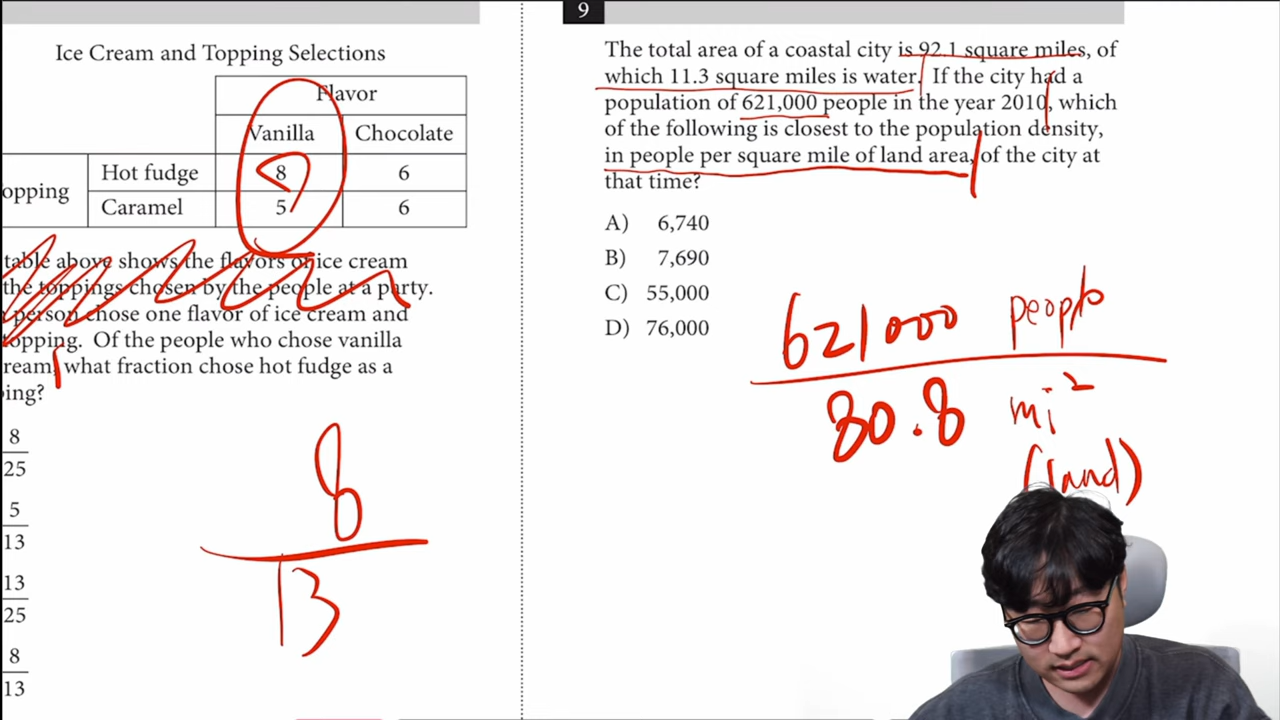 Ice Cream and Topping Selections
Flavor
Vanilla Chocolate
opping
Hot fudge 8 6
Caramel 5 6
table above shows the flavors of ice cream
the toppings chosen by the people at a party.
person chose one flavor of ice cream and
topping. Of the people who chose vanilla
ream, what fraction chose hot fudge as a
ing?
8
25
5
13
13
25
8
13
8
13
9
The total area of a coastal city is 92.1 square miles, of
which 11.3 square miles is water. If the city had a
population of 621,000 people in the year 2010, which
of the following is closest to the population density,
in people per square mile of land area, of the city at
that time?
A) 6,740
B) 7,690
C) 55,000
D) 76,000
621000 people
80.8 mi²
(land)